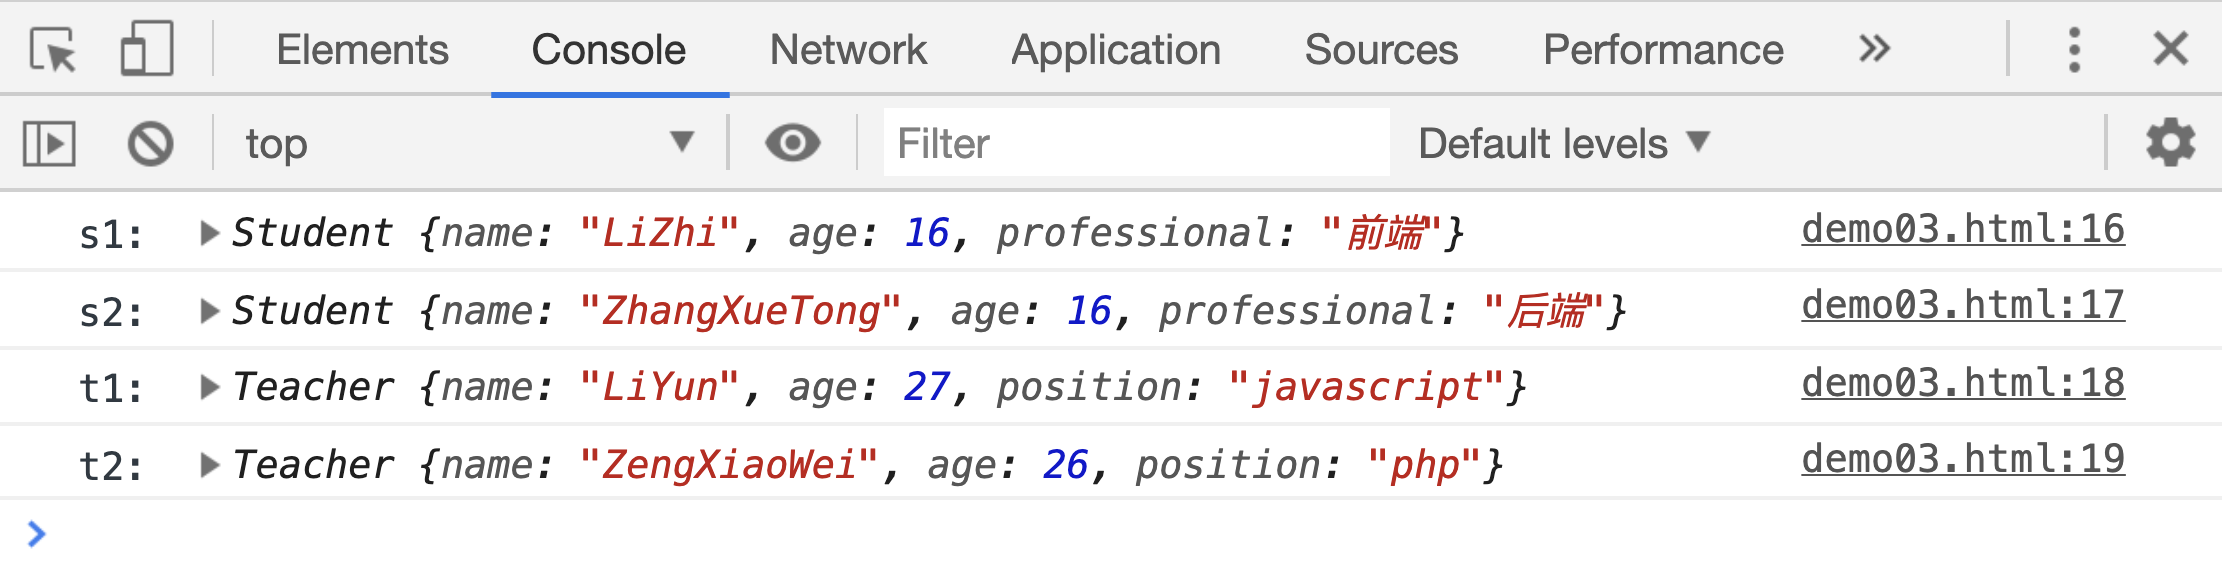 Elements Console Network Application Sources Performance
top Filter Default levels
s1: Student {name: "LiZhi", age: 16, professional: "前端"} demo03.html:16
s2: Student {name: "ZhangXueTong", age: 16, professional: "后端"} demo03.html:17
t1: Teacher {name: "LiYun", age: 27, position: "javascript"} demo03.html:18
t2: Teacher {name: "ZengXiaoWei", age: 26, position: "php"} demo03.html:19